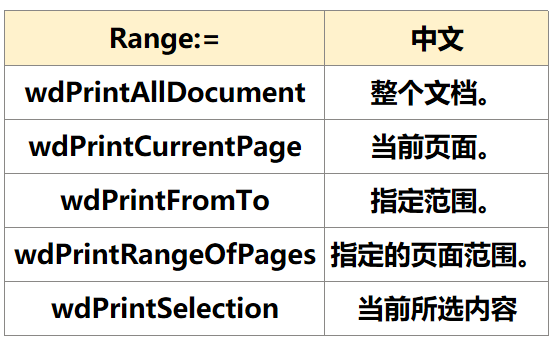 Range:= 中文
wdPrintAllDocument 整个文档。
wdPrintCurrentPage 当前页面。
wdPrintFromTo 指定范围。
wdPrintRangeOfPages 指定的页面范围。
wdPrintSelection 当前所选内容